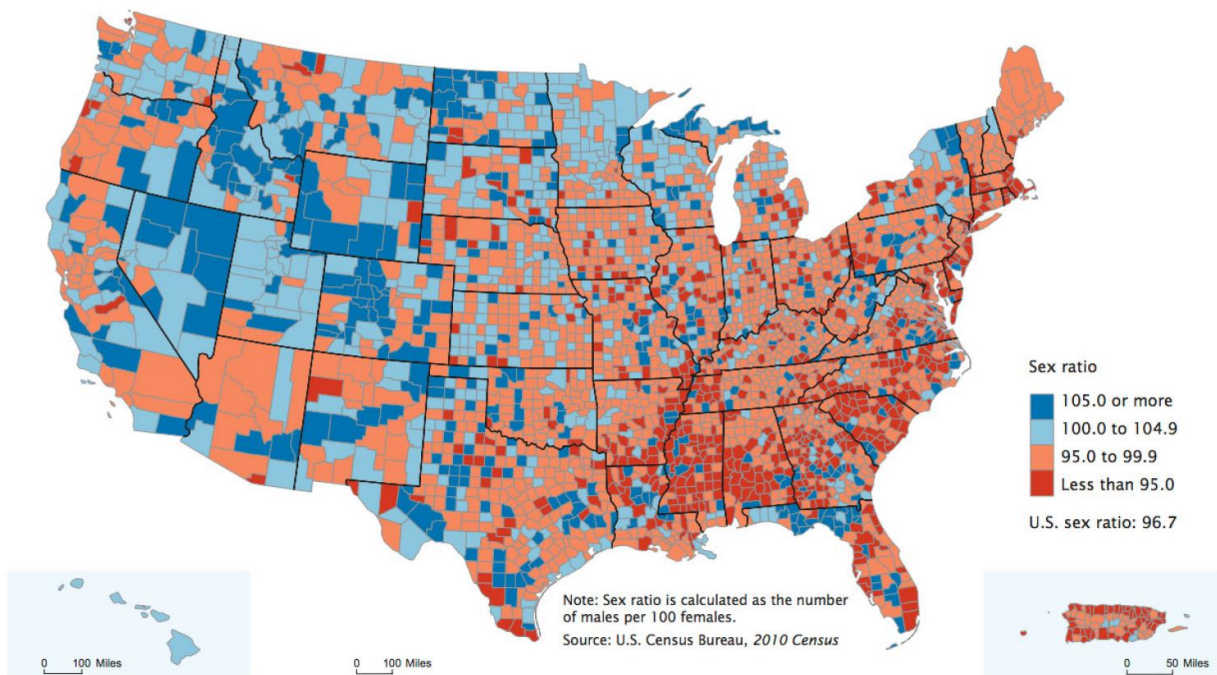 Sex ratio
105.0 or more
100.0 to 104.9
95.0 to 99.9
Less than 95.0
U.S. sex ratio: 96.7
Note: Sex ratio is calculated as the number
of males per 100 females.
Source: U.S. Census Bureau, 2010 Census
0 100 Miles
0 100 Miles
0 50 Miles